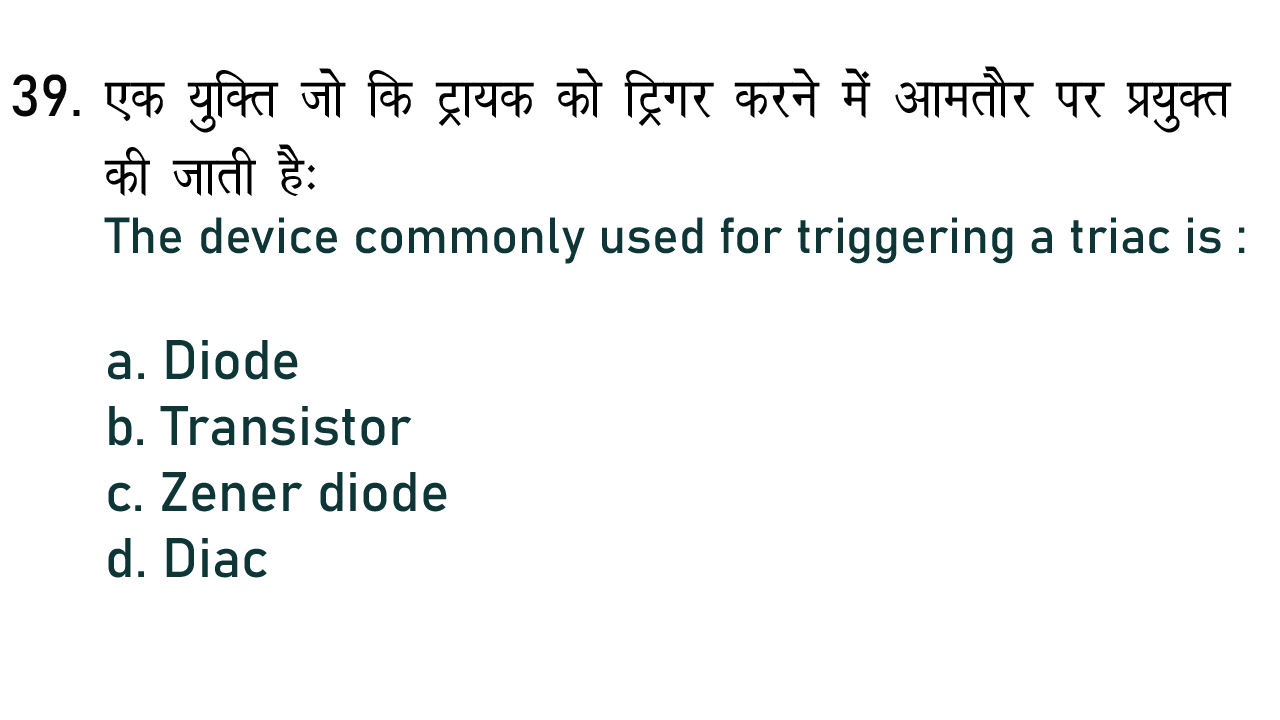 39. एक युक्ति जो कि ट्रायक को ट्रिगर करने में आमतौर पर प्रयुक्त
की जाती हैः
The device commonly used for triggering a triac is :
a. Diode
b. Transistor
c. Zener diode
d. Diac